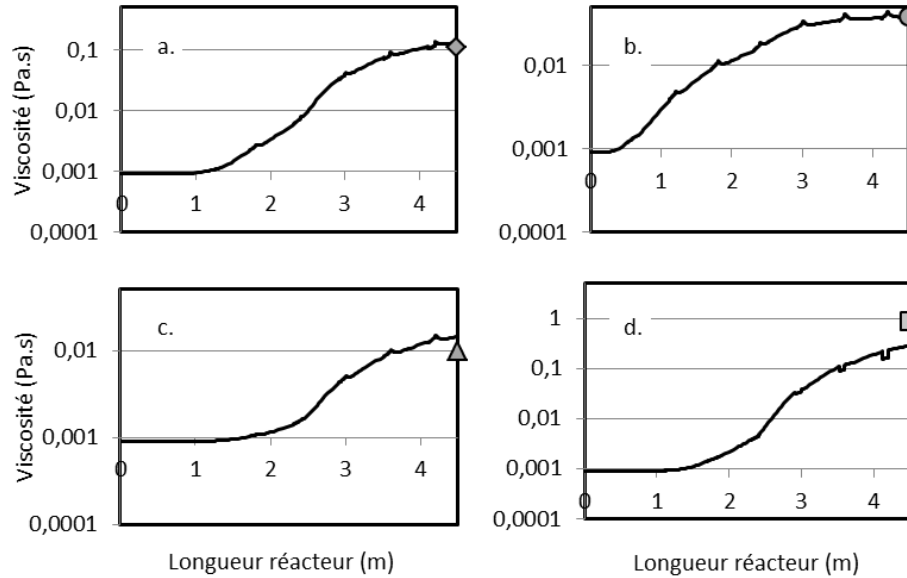 a.
0,1
0,01
0,001
0,0001
0 1 2 3 4
Viscosité (Pa.s)
b.
0,01
0,001
0,0001
0 1 2 3 4
c.
0,01
0,001
0,0001
0 1 2 3 4
Viscosité (Pa.s)
Longueur réacteur (m)
d.
1
0,1
0,01
0,001
0,0001
0 1 2 3 4
Longueur réacteur (m)